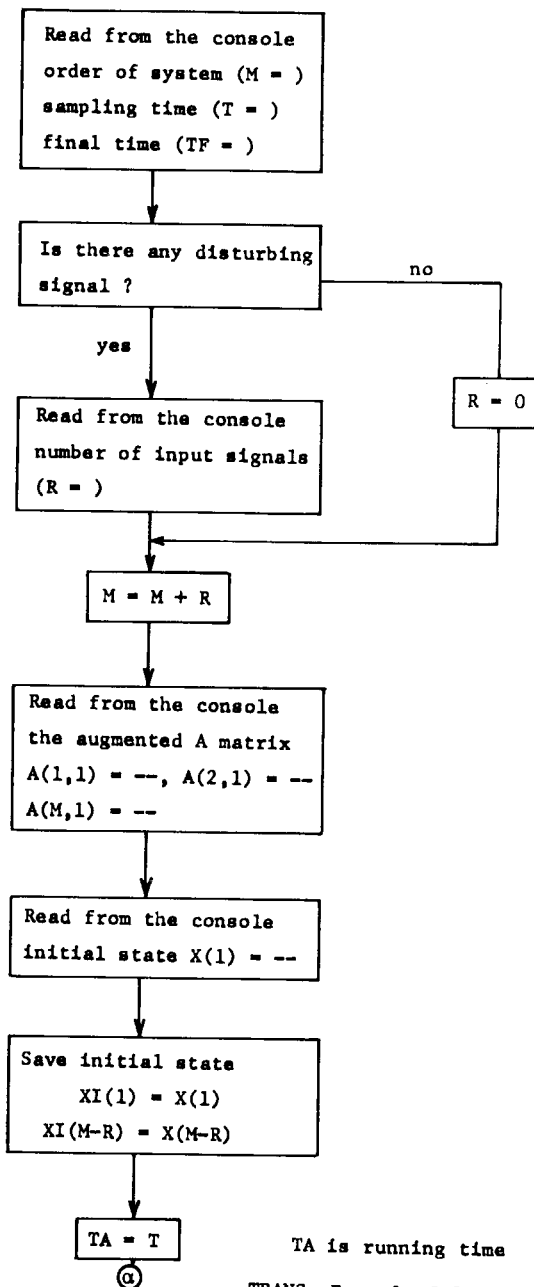 Read from the console
order of system (M = )
sampling time (T = )
final time (TF = )
Is there any disturbing
signal ?
no
yes
R = 0
Read from the console
number of input signals
(R = )
M = M + R
Read from the console
the augmented A matrix
A(1,1) = --, A(2,1) = --
A(M,1) = --
Read from the console
initial state X(1) = --
Save initial state
XI(1) = X(1)
XI(M-R) = X(M-R)
TA = T
TA is running time
α